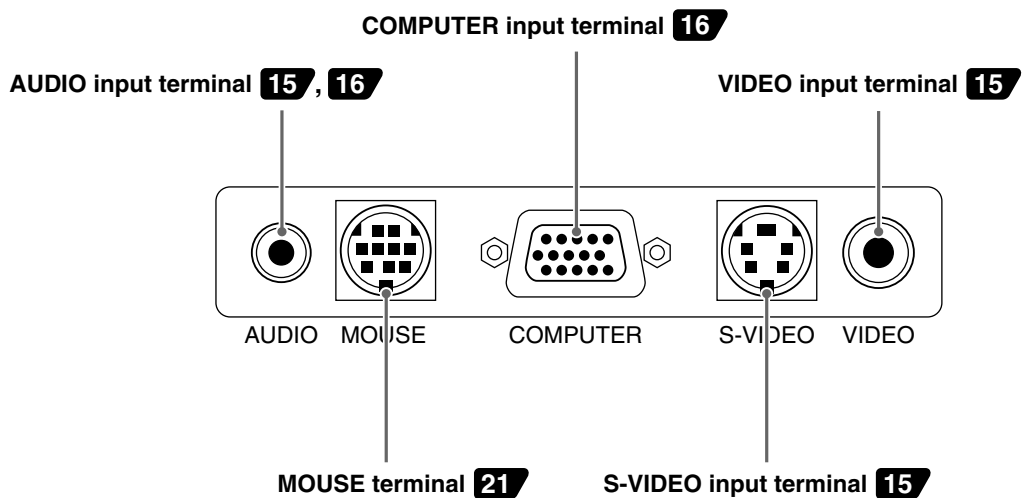 COMPUTER input terminal 16
AUDIO input terminal 15, 16
VIDEO input terminal 15
AUDIO MOUSE COMPUTER S-VIDEO VIDEO
MOUSE terminal 21
S-VIDEO input terminal 15